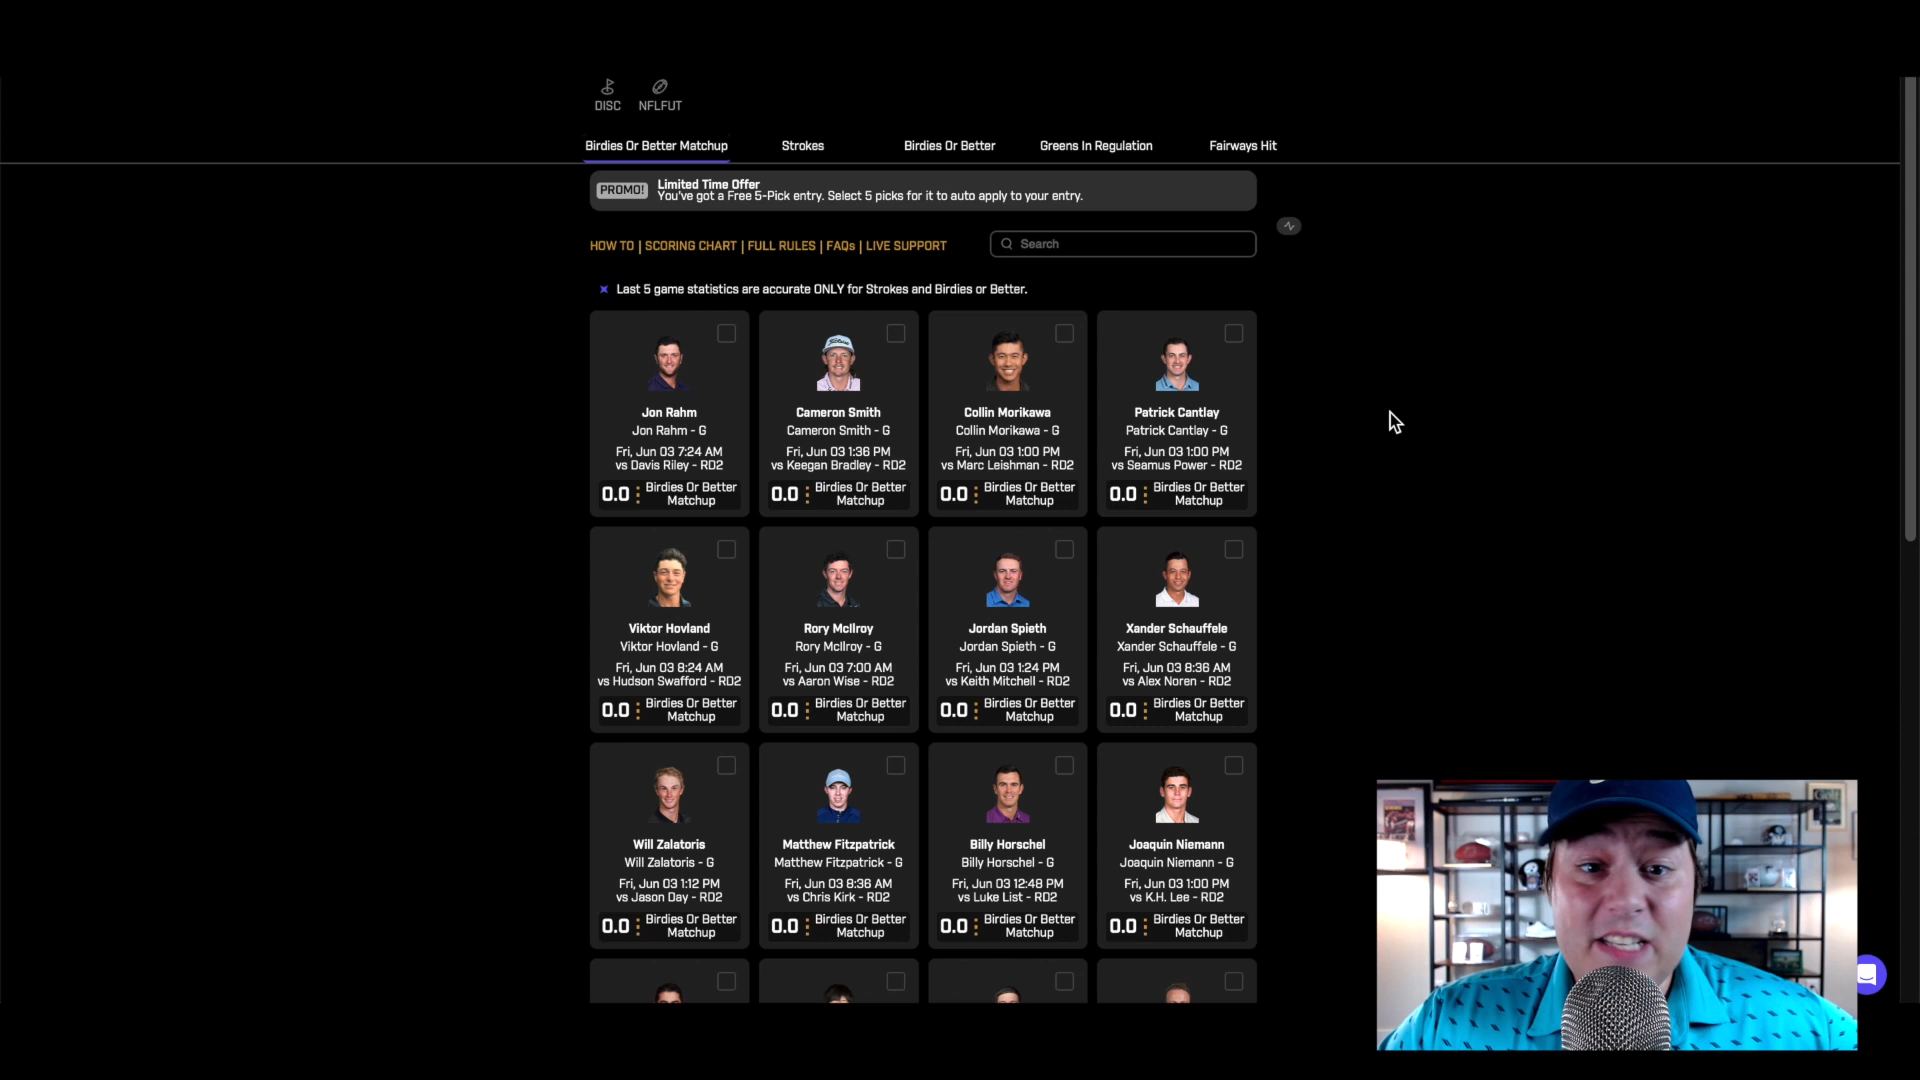 DISC NFLFUT
Birdies Or Better Matchup Strokes Birdies Or Better Greens In Regulation Fairways Hit
PROMO! Limited Time Offer
You've got a Free 5-Pick entry. Select 5 picks for it to auto apply to your entry.
HOW TO | SCORING CHART | FULL RULES | FAQs | LIVE SUPPORT Search
Last 5 game statistics are accurate ONLY for Strokes and Birdies or Better.
Jon Rahm
Jon Rahm - G
Fri, Jun 03 7:24 AM
vs Davis Riley - RD2
0.0 Birdies Or Better
Matchup
Cameron Smith
Cameron Smith - G
Fri, Jun 03 1:36 PM
vs Keegan Bradley - RD2
0.0 Birdies Or Better
Matchup
Collin Morikawa
Collin Morikawa - G
Fri, Jun 03 1:00 PM
vs Marc Leishman - RD2
0.0 Birdies Or Better
Matchup
Patrick Cantlay
Patrick Cantlay - G
Fri, Jun 03 1:00 PM
vs Seamus Power - RD2
0.0 Birdies Or Better
Matchup
Viktor Hovland
Viktor Hovland - G
Fri, Jun 03 8:24 AM
vs Hudson Swafford - RD2
0.0 Birdies Or Better
Matchup
Rory McIlroy
Rory McIlroy - G
Fri, Jun 03 7:00 AM
vs Aaron Wise - RD2
0.0 Birdies Or Better
Matchup
Jordan Spieth
Jordan Spieth - G
Fri, Jun 03 1:24 PM
vs Keith Mitchell - RD2
0.0 Birdies Or Better
Matchup
Xander Schauffele
Xander Schauffele - G
Fri, Jun 03 8:36 AM
vs Alex Noren - RD2
0.0 Birdies Or Better
Matchup
Will Zalatoris
Will Zalatoris - G
Fri, Jun 03 1:12 PM
vs Jason Day - RD2
0.0 Birdies Or Better
Matchup
Matthew Fitzpatrick
Matthew Fitzpatrick - G
Fri, Jun 03 8:36 AM
vs Chris Kirk - RD2
0.0 Birdies Or Better
Matchup
Billy Horschel
Billy Horschel - G
Fri, Jun 03 12:48 PM
vs Luke List - RD2
0.0 Birdies Or Better
Matchup
Joaquin Niemann
Joaquin Niemann - G
Fri, Jun 03 1:00 PM
vs K.H. Lee - RD2
0.0 Birdies Or Better
Matchup